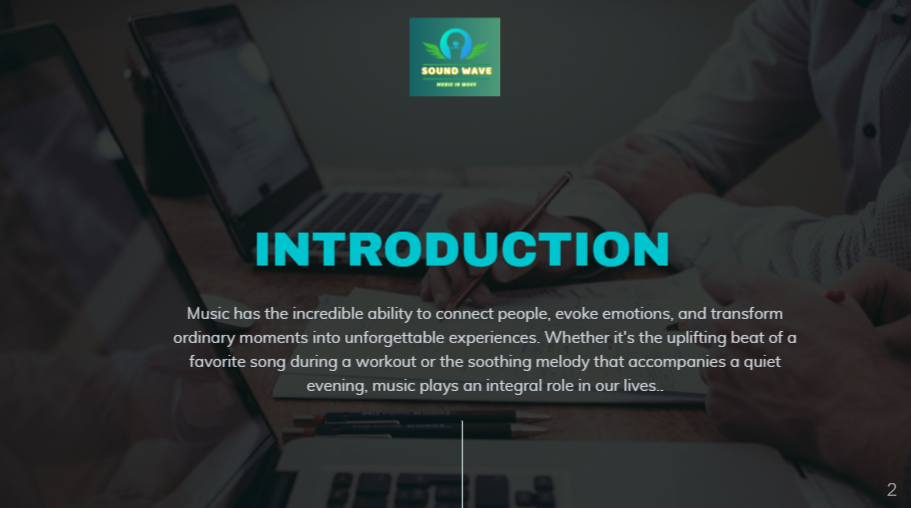 SOUND WAVE
MUSIC IN WAVE
INTRODUCTION
Music has the incredible ability to connect people, evoke emotions, and transform
ordinary moments into unforgettable experiences. Whether it's the uplifting beat of a
favorite song during a workout or the soothing melody that accompanies a quiet
evening, music plays an integral role in our lives..
2